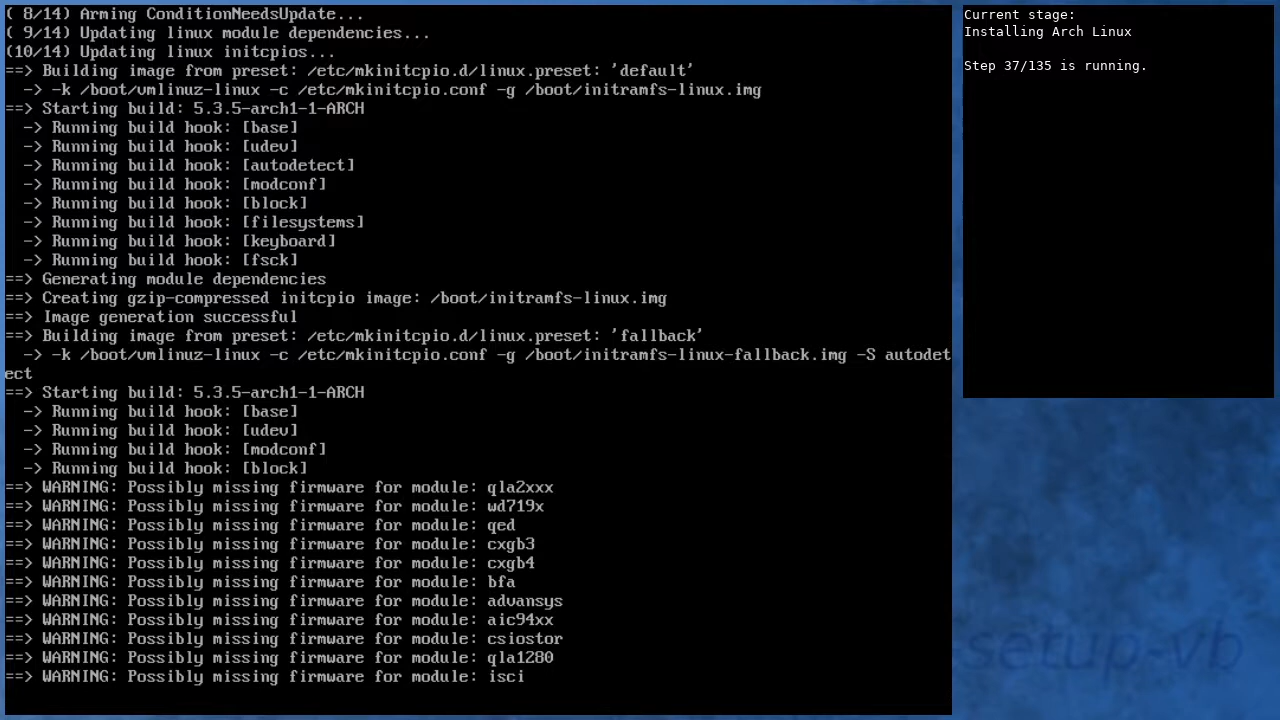 ( 8/14) Arming ConditionNeedsUpdate...
( 9/14) Updating linux module dependencies...
(10/14) Updating linux initcpios...
==> Building image from preset: /etc/mkinitcpio.d/linux.preset: 'default'
  -> -k /boot/vmlinuz-linux -c /etc/mkinitcpio.conf -g /boot/initramfs-linux.img
==> Starting build: 5.3.5-arch1-1-ARCH
  -> Running build hook: [base]
  -> Running build hook: [udev]
  -> Running build hook: [autodetect]
  -> Running build hook: [modconf]
  -> Running build hook: [block]
  -> Running build hook: [filesystems]
  -> Running build hook: [keyboard]
  -> Running build hook: [fsck]
==> Generating module dependencies
==> Creating gzip-compressed initcpio image: /boot/initramfs-linux.img
==> Image generation successful
==> Building image from preset: /etc/mkinitcpio.d/linux.preset: 'fallback'
  -> -k /boot/vmlinuz-linux -c /etc/mkinitcpio.conf -g /boot/initramfs-linux-fallback.img -S autodet
ect
==> Starting build: 5.3.5-arch1-1-ARCH
  -> Running build hook: [base]
  -> Running build hook: [udev]
  -> Running build hook: [modconf]
  -> Running build hook: [block]
==> WARNING: Possibly missing firmware for module: qla2xxx
==> WARNING: Possibly missing firmware for module: wd719x
==> WARNING: Possibly missing firmware for module: qed
==> WARNING: Possibly missing firmware for module: cxgb3
==> WARNING: Possibly missing firmware for module: cxgb4
==> WARNING: Possibly missing firmware for module: bfa
==> WARNING: Possibly missing firmware for module: advansys
==> WARNING: Possibly missing firmware for module: aic94xx
==> WARNING: Possibly missing firmware for module: csiostor
==> WARNING: Possibly missing firmware for module: qla1280
==> WARNING: Possibly missing firmware for module: isci
Current stage:
Installing Arch Linux
Step 37/135 is running.
setup-vb